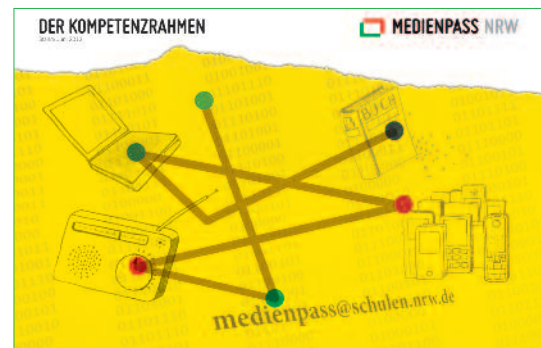 DER KOMPETENZRAHMEN
MEDIENPASS NRW
BUCH
medienpass@schulen.nrw.de